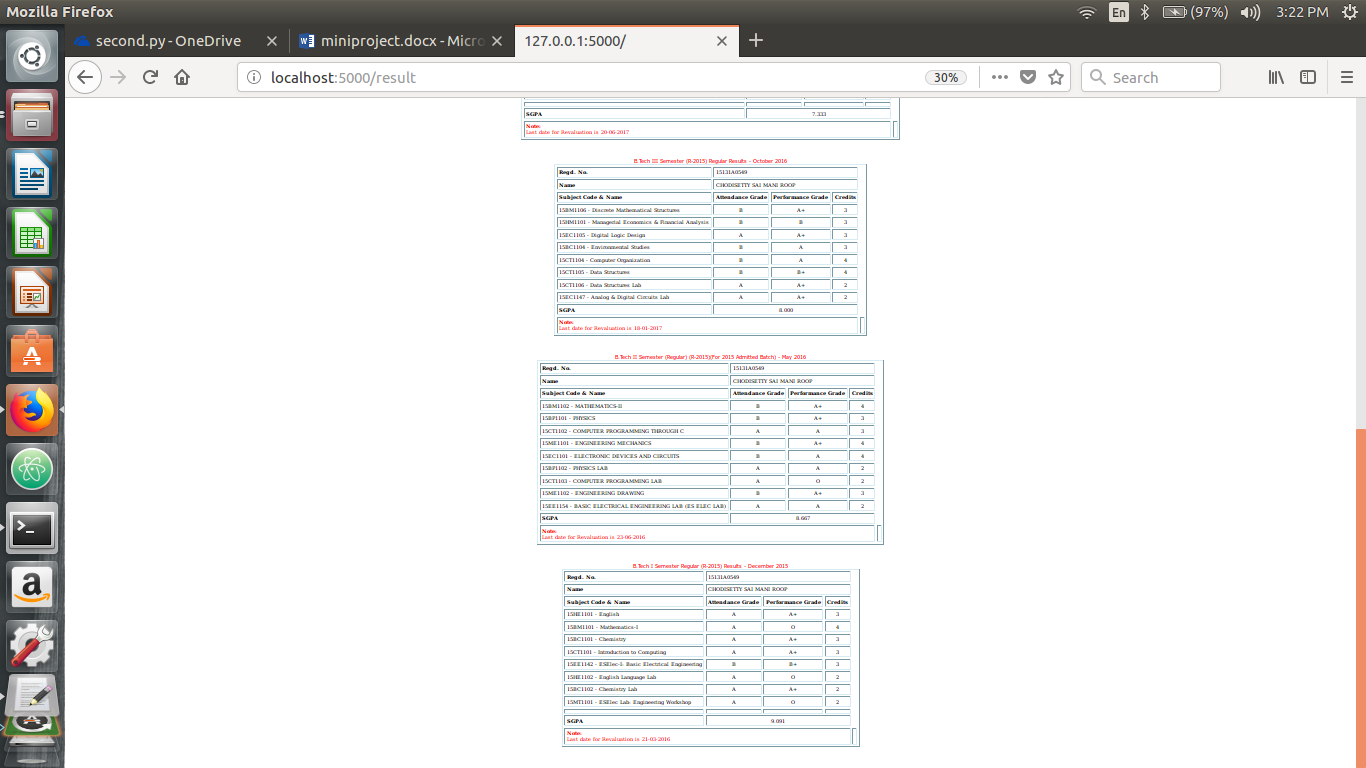 Mozilla Firefox
En
(97%)
3:22 PM
second.py - OneDrive
miniproject.docx - Micro
127.0.0.1:5000/
localhost:5000/result
30%
Search
SGPA 7.333
Note:
Last date for Revaluation is 20-06-2017
B.Tech III Semester (R-2015) Regular Results - October 2016
Regd. No. 15131A0549
Name CHODISETTY SAI MANI ROOP
Subject Code & Name Attendance Grade Performance Grade Credits
15BM1106 - Discrete Mathematical Structures B A+ 3
15HM1101 - Managerial Economics & Financial Analysis B B 3
15EC1105 - Digital Logic Design A A+ 3
15BC1104 - Environmental Studies B A 3
15CT1104 - Computer Organization B A 4
15CT1105 - Data Structures B B+ 4
15CT1106 - Data Structures Lab A A+ 2
15EC1147 - Analog & Digital Circuits Lab A A+ 2
SGPA 8.000
Note:
Last date for Revaluation is 18-01-2017
B.Tech II Semester (Regular) (R-2015)(For 2015 Admitted Batch) - May 2016
Regd. No. 15131A0549
Name CHODISETTY SAI MANI ROOP
Subject Code & Name Attendance Grade Performance Grade Credits
15BM1102 - MATHEMATICS-II B A+ 4
15BP1101 - PHYSICS B A+ 3
15CT1102 - COMPUTER PROGRAMMING THROUGH C A A 3
15ME1101 - ENGINEERING MECHANICS B A+ 4
15EC1101 - ELECTRONIC DEVICES AND CIRCUITS B A 4
15BP1102 - PHYSICS LAB A A 2
15CT1103 - COMPUTER PROGRAMMING LAB A O 2
15ME1102 - ENGINEERING DRAWING B A+ 3
15EE1154 - BASIC ELECTRICAL ENGINEERING LAB (ES ELEC LAB) A A 2
SGPA 8.667
Note:
Last date for Revaluation is 23-06-2016
B.Tech I Semester Regular (R-2015) Results - December 2015
Regd. No. 15131A0549
Name CHODISETTY SAI MANI ROOP
Subject Code & Name Attendance Grade Performance Grade Credits
15HE1101 - English A A+ 3
15BM1101 - Mathematics-I A O 4
15BC1101 - Chemistry A A+ 3
15CT1101 - Introduction to Computing A A+ 3
15EE1142 - ESElec-I: Basic Electrical Engineering B B+ 3
15HE1102 - English Language Lab A O 2
15BC1102 - Chemistry Lab A A+ 2
15MT1101 - ESElec Lab: Engineering Workshop A O 2
SGPA 9.091
Note:
Last date for Revaluation is 21-03-2016